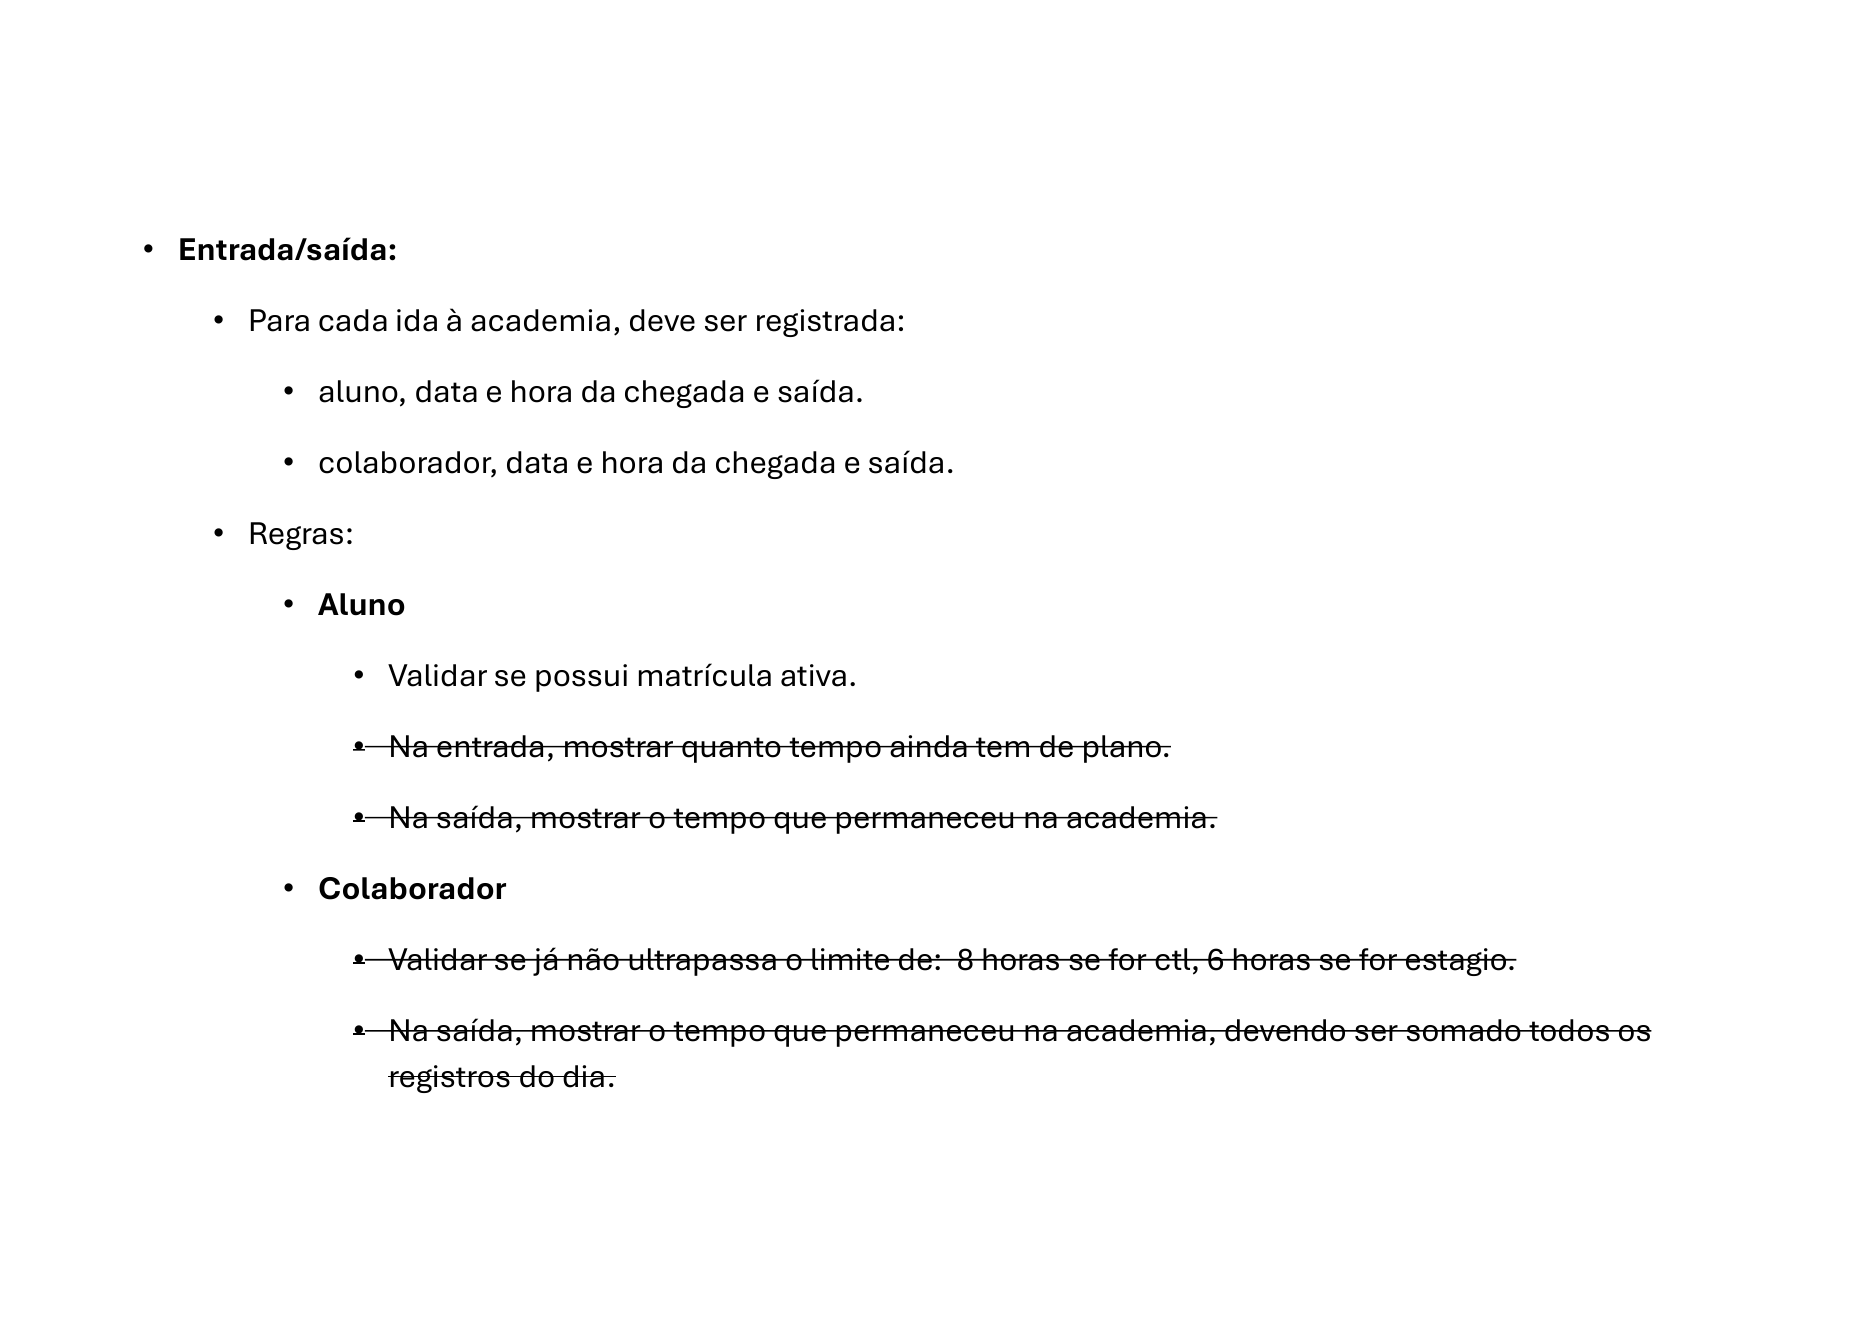 • Entrada/saída:
• Para cada ida à academia, deve ser registrada:
• aluno, data e hora da chegada e saída.
• colaborador, data e hora da chegada e saída.
• Regras:
• Aluno
• Validar se possui matrícula ativa.
• Na entrada, mostrar quanto tempo ainda tem de plano.
• Na saída, mostrar o tempo que permaneceu na academia.
• Colaborador
• Validar se já não ultrapassa o limite de:  8 horas se for ctl, 6 horas se for estagio.
• Na saída, mostrar o tempo que permaneceu na academia, devendo ser somado todos os
registros do dia.